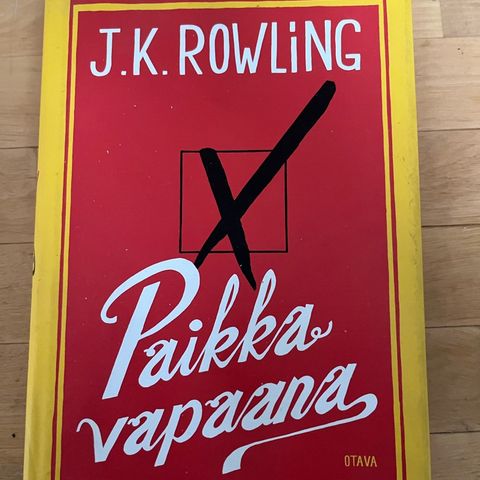 J.K. ROWLiNG
Paikka
vapaana
OTAVA